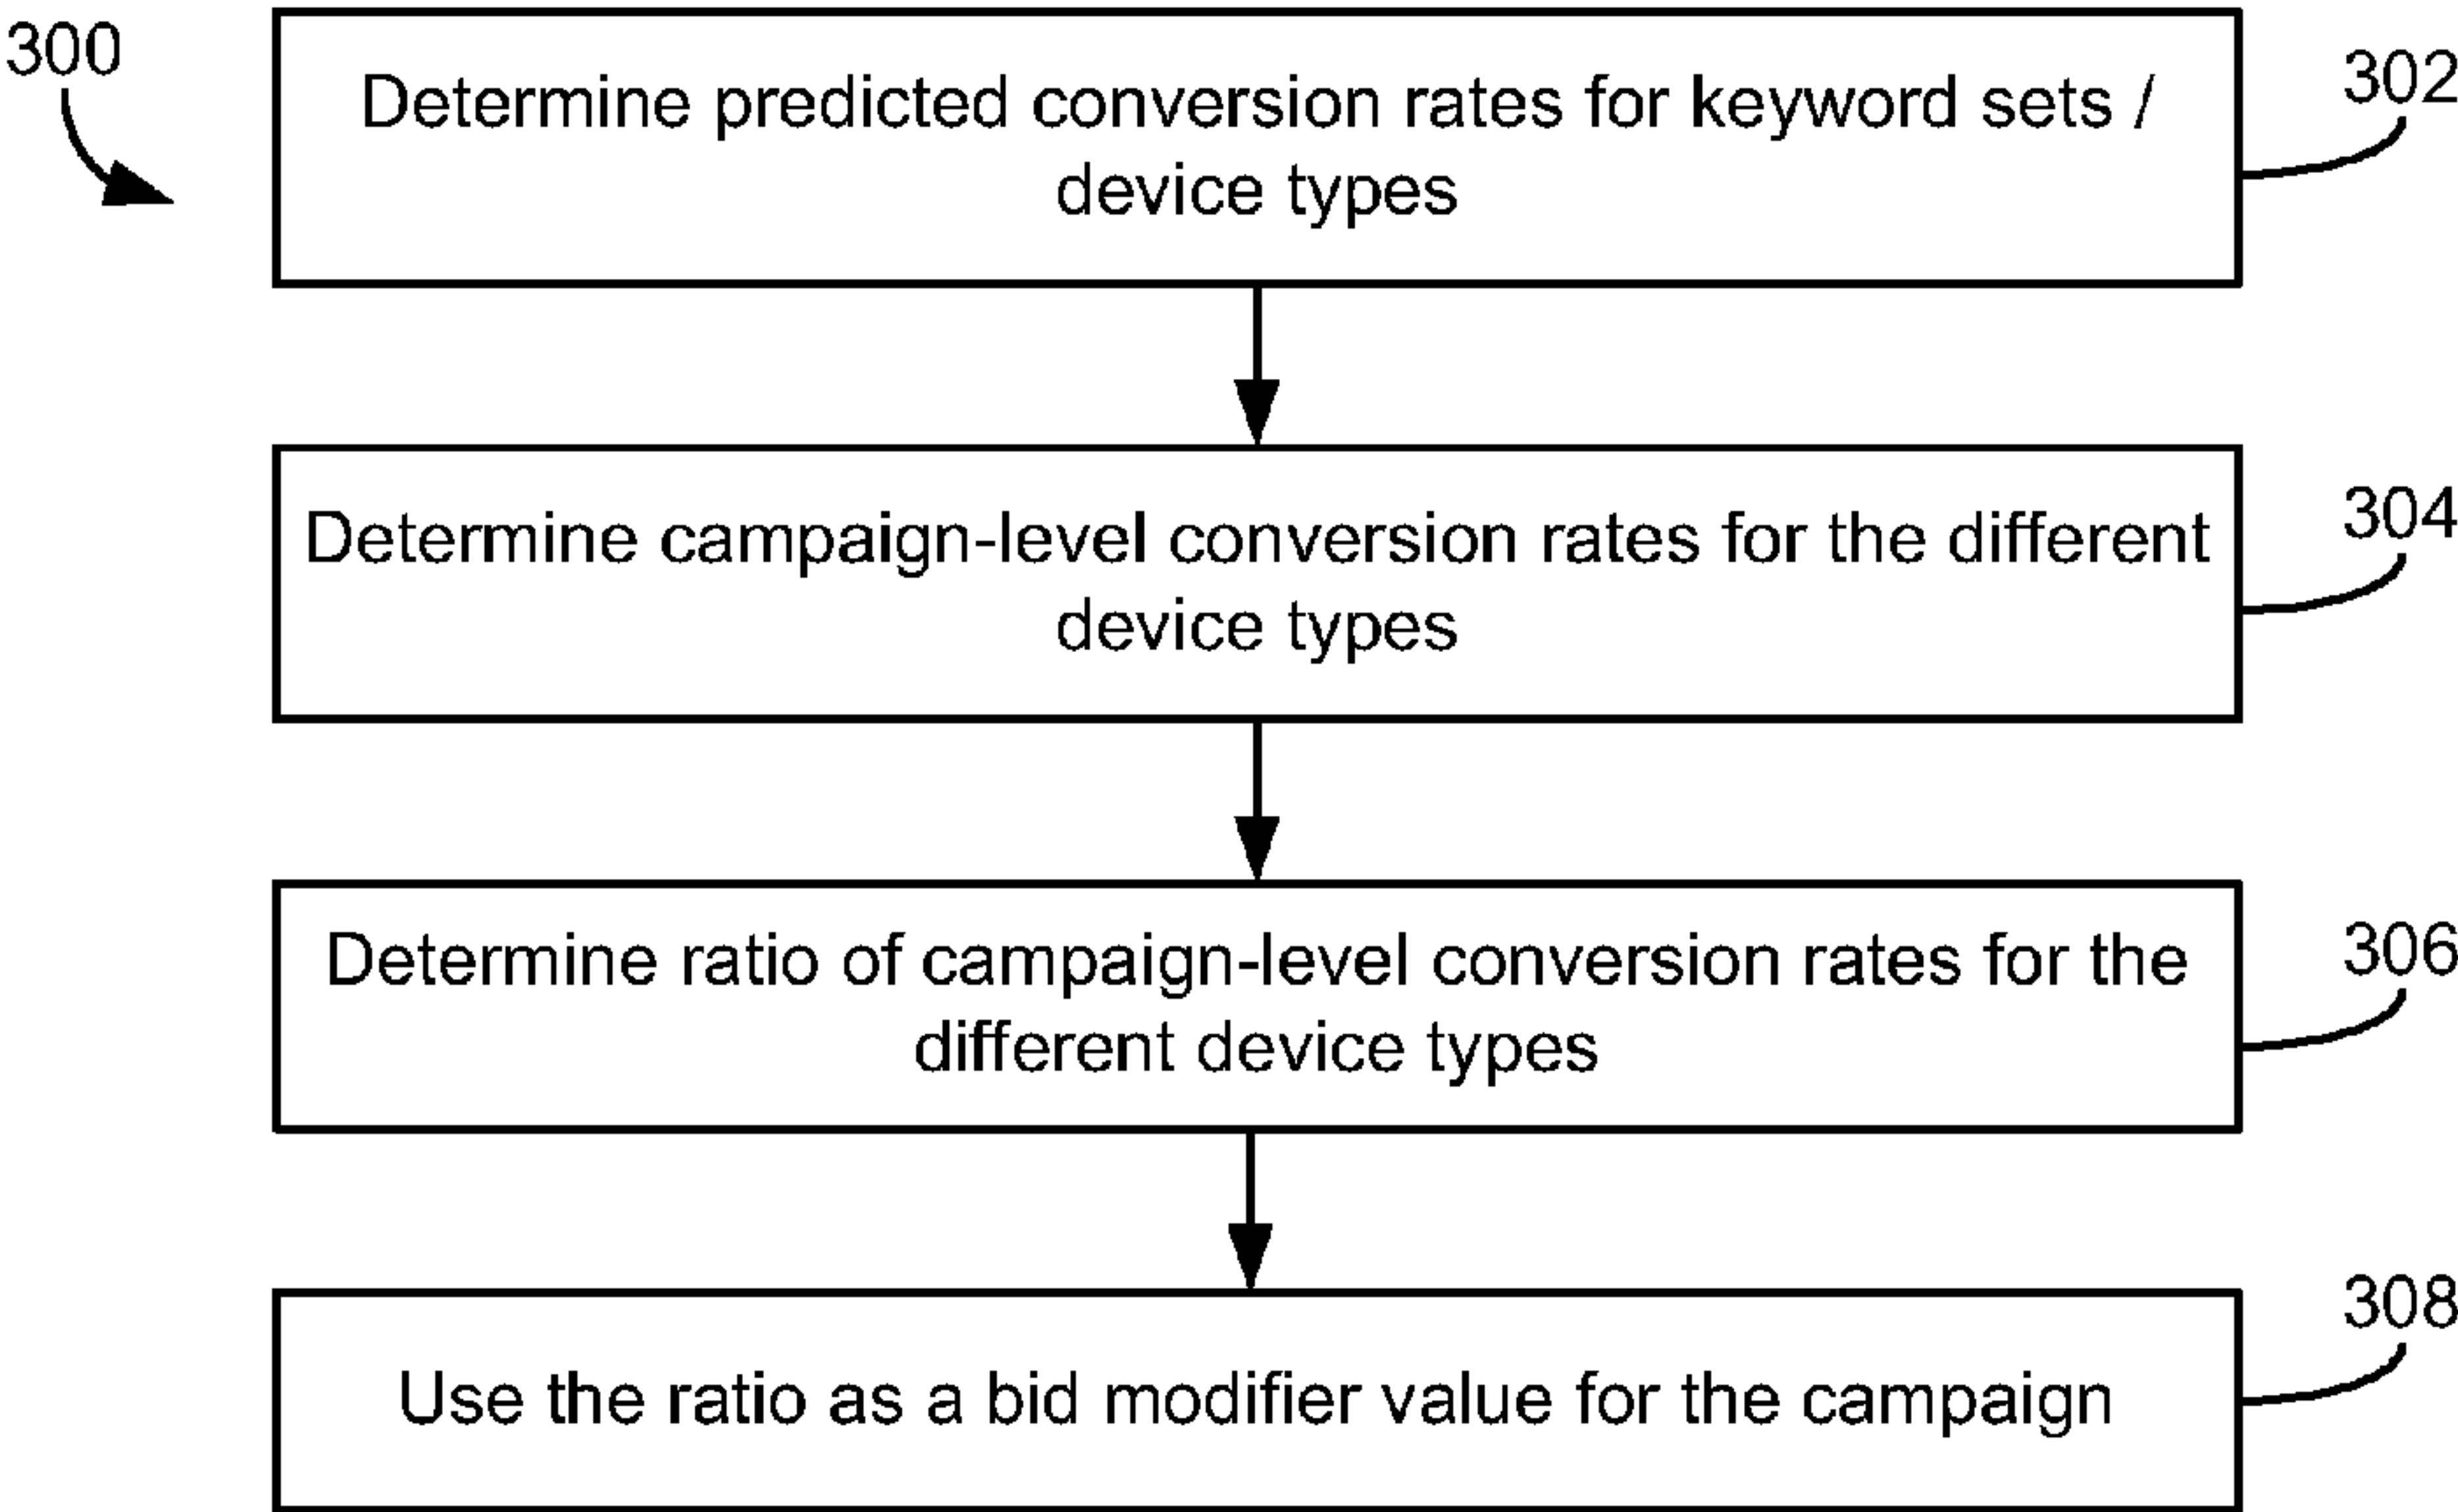 300
Determine predicted conversion rates for keyword sets /
device types
302
Determine campaign-level conversion rates for the different
device types
304
Determine ratio of campaign-level conversion rates for the
different device types
306
Use the ratio as a bid modifier value for the campaign
308